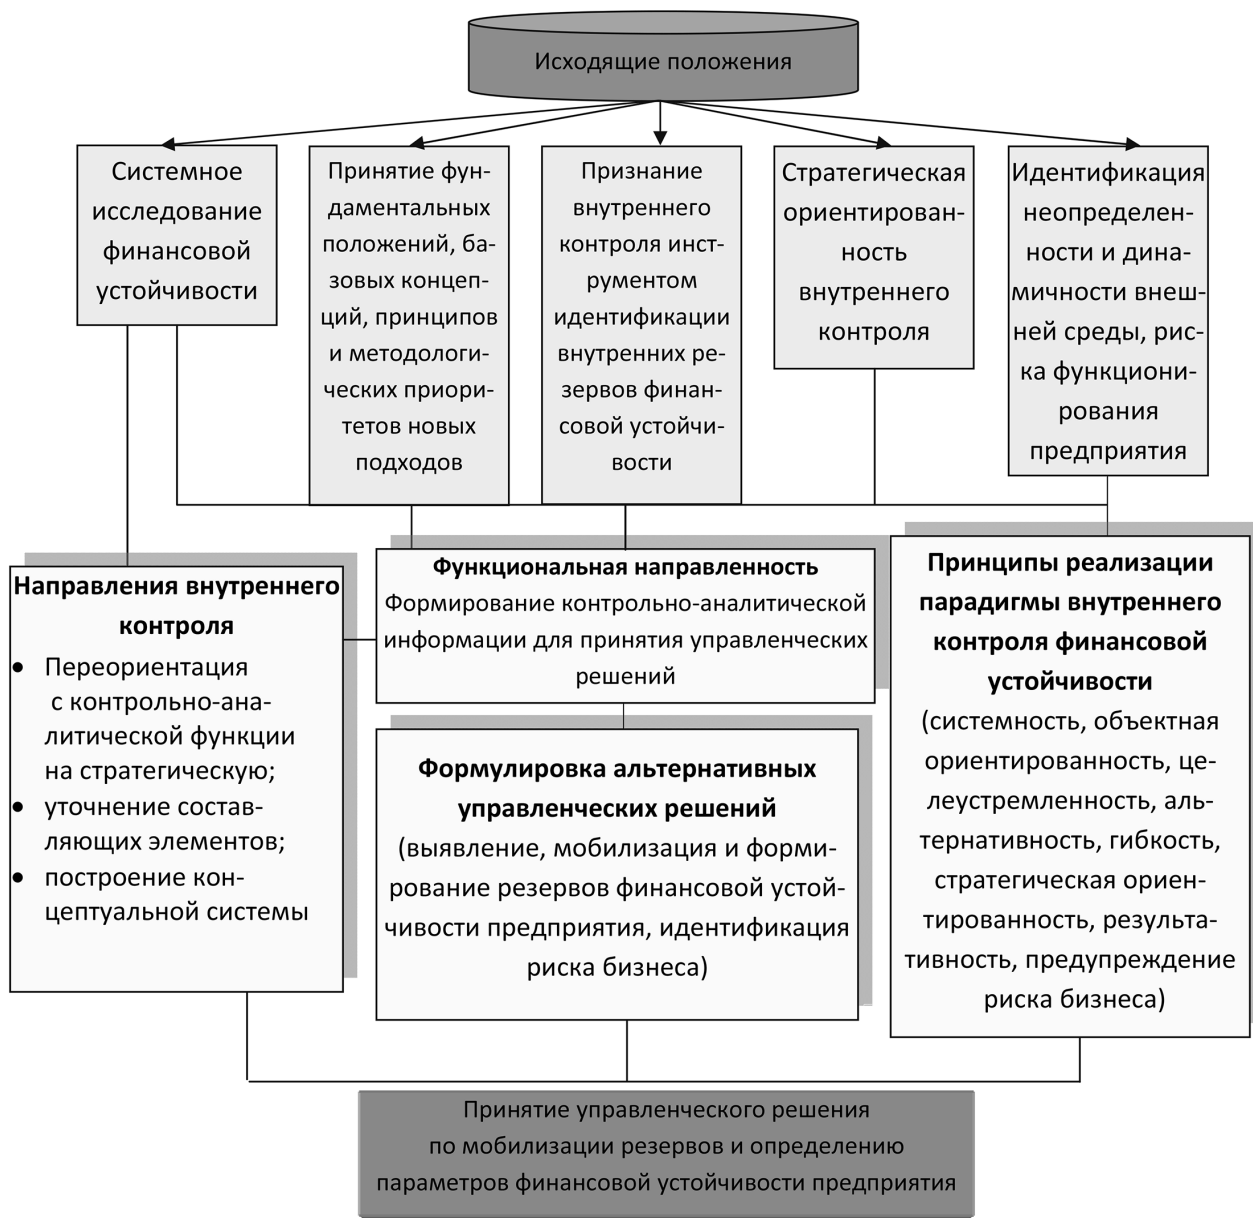 Исходящие положения
Системное
исследование
финансовой
устойчивости
Принятие фун-
даментальных
положений, ба-
зовых концеп-
ций, принципов
и методологи-
ческих приори-
тетов новых
подходов
Признание
внутреннего
контроля инст-
рументом
идентификации
внутренних ре-
зервов финан-
совой устойчи-
вости
Стратегическая
ориентирован-
ность
внутреннего
контроля
Идентификация
неопределен-
ности и дина-
мичности внеш-
ней среды, рис-
ка функциони-
рования
предприятия
Направления внутреннего
контроля
• Переориентация
с контрольно-ана-
литической функции
на стратегическую;
• уточнение состав-
ляющих элементов;
• построение кон-
цептуальной системы
Функциональная направленность
Формирование контрольно-аналитической
информации для принятия управленческих
решений
Формулировка альтернативных
управленческих решений
(выявление, мобилизация и форми-
рование резервов финансовой устой-
чивости предприятия, идентификация
риска бизнеса)
Принципы реализации
парадигмы внутреннего
контроля финансовой
устойчивости
(системность, объектная
ориентированность, це-
леустремленность, аль-
тернативность, гибкость,
стратегическая ориен-
тированность, результа-
тивность, предупреждение
риска бизнеса)
Принятие управленческого решения
по мобилизации резервов и определению
параметров финансовой устойчивости предприятия